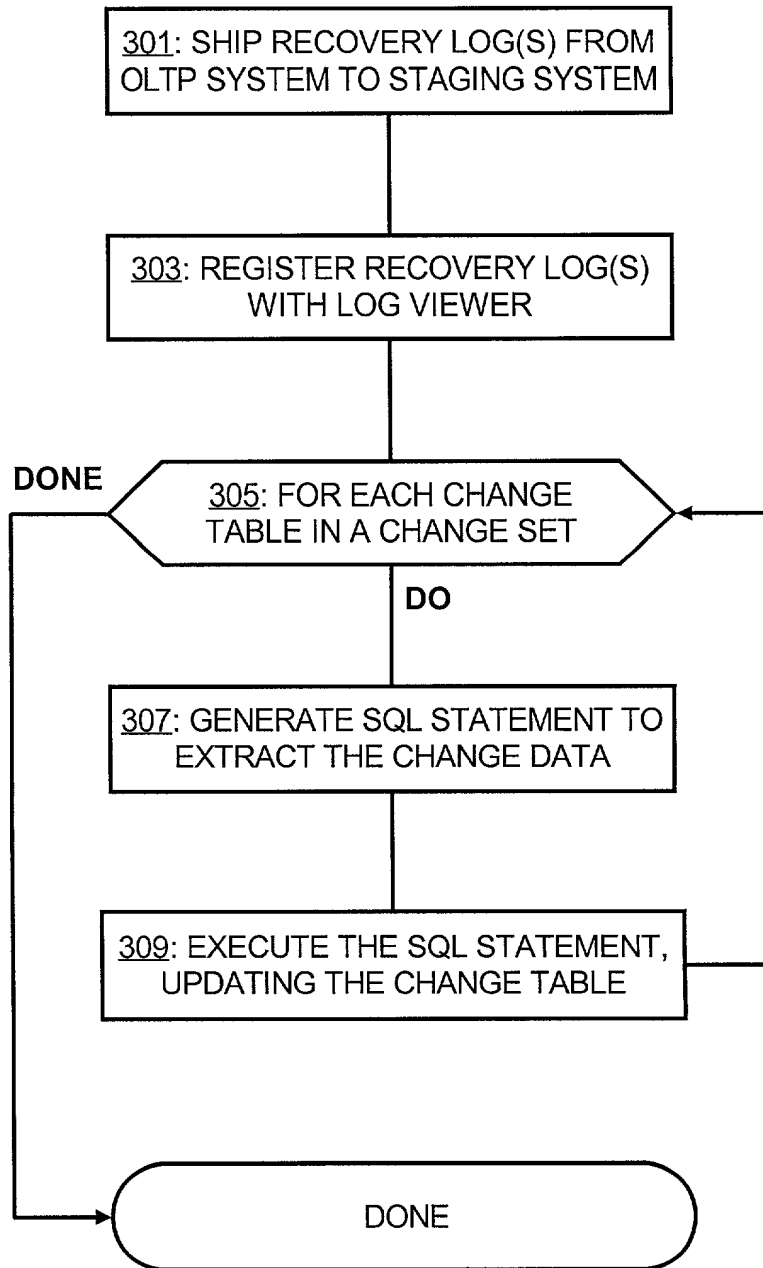 301: SHIP RECOVERY LOG(S) FROM
OLTP SYSTEM TO STAGING SYSTEM
303: REGISTER RECOVERY LOG(S)
WITH LOG VIEWER
DONE
305: FOR EACH CHANGE
TABLE IN A CHANGE SET
DO
307: GENERATE SQL STATEMENT TO
EXTRACT THE CHANGE DATA
309: EXECUTE THE SQL STATEMENT,
UPDATING THE CHANGE TABLE
DONE